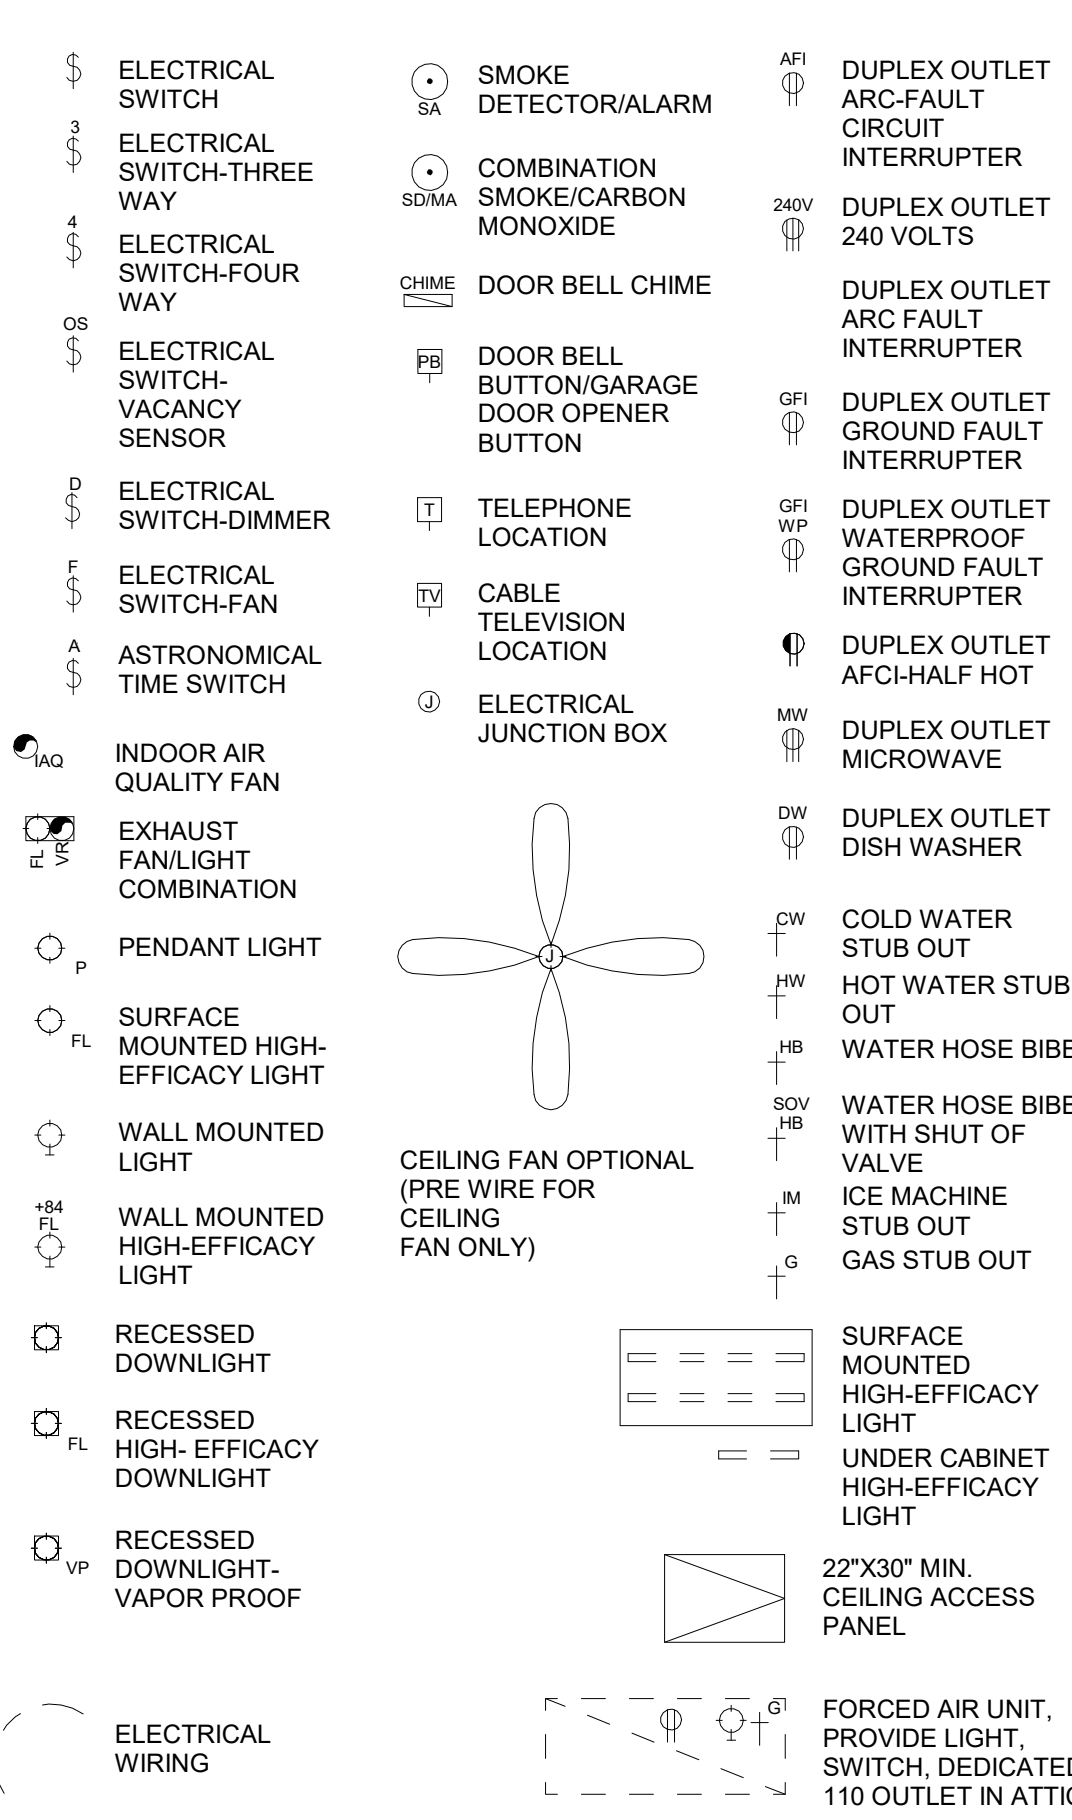 $
ELECTRICAL
SWITCH
3
$
ELECTRICAL
SWITCH-THREE
WAY
4
$
ELECTRICAL
SWITCH-FOUR
WAY
OS
$
ELECTRICAL
SWITCH-
VACANCY
SENSOR
D
$
ELECTRICAL
SWITCH-DIMMER
F
$
ELECTRICAL
SWITCH-FAN
A
$
ASTRONOMICAL
TIME SWITCH
IAQ
INDOOR AIR
QUALITY FAN
FL
VR
EXHAUST
FAN/LIGHT
COMBINATION
P
PENDANT LIGHT
FL
SURFACE
MOUNTED HIGH-
EFFICACY LIGHT
WALL MOUNTED
LIGHT
+84
FL
WALL MOUNTED
HIGH-EFFICACY
LIGHT
RECESSED
DOWNLIGHT
FL
RECESSED
HIGH- EFFICACY
DOWNLIGHT
VP
RECESSED
DOWNLIGHT-
VAPOR PROOF
ELECTRICAL
WIRING
SA
SMOKE
DETECTOR/ALARM
SD/MA
COMBINATION
SMOKE/CARBON
MONOXIDE
CHIME
DOOR BELL CHIME
PB
DOOR BELL
BUTTON/GARAGE
DOOR OPENER
BUTTON
T
TELEPHONE
LOCATION
TV
CABLE
TELEVISION
LOCATION
J
ELECTRICAL
JUNCTION BOX
J
CEILING FAN OPTIONAL
(PRE WIRE FOR
CEILING
FAN ONLY)
AFI
DUPLEX OUTLET
ARC-FAULT
CIRCUIT
INTERRUPTER
240V
DUPLEX OUTLET
240 VOLTS
DUPLEX OUTLET
ARC FAULT
INTERRUPTER
GFI
DUPLEX OUTLET
GROUND FAULT
INTERRUPTER
GFI
WP
DUPLEX OUTLET
WATERPROOF
GROUND FAULT
INTERRUPTER
DUPLEX OUTLET
AFCI-HALF HOT
MW
DUPLEX OUTLET
MICROWAVE
DW
DUPLEX OUTLET
DISH WASHER
CW
COLD WATER
STUB OUT
HW
HOT WATER STUB
OUT
HB
WATER HOSE BIBB
SOV
HB
WATER HOSE BIBB
WITH SHUT OF
VALVE
IM
ICE MACHINE
STUB OUT
G
GAS STUB OUT
SURFACE
MOUNTED
HIGH-EFFICACY
LIGHT
UNDER CABINET
HIGH-EFFICACY
LIGHT
22"X30" MIN.
CEILING ACCESS
PANEL
G
FORCED AIR UNIT,
PROVIDE LIGHT,
SWITCH, DEDICATED
110 OUTLET IN ATTIC